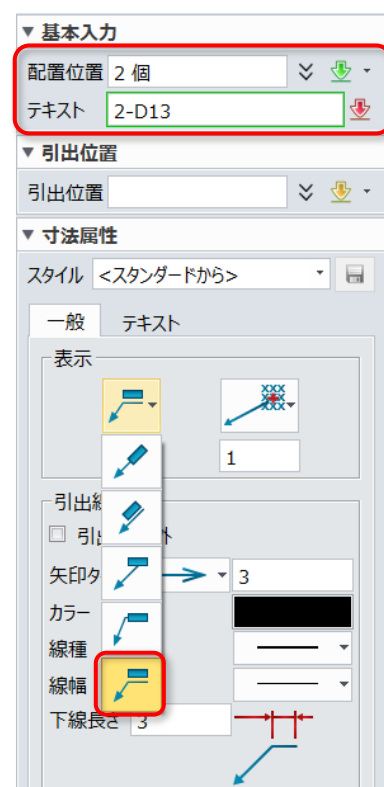 基本入力
配置位置 2 個
テキスト 2-D13
引出位置
引出位置
寸法属性
スタイル <スタンダードから>
一般 テキスト
表示
XXX
XXX
XXX
1
引出線
引
矢印タ 3
カラー
線種
線幅
下線長さ 3